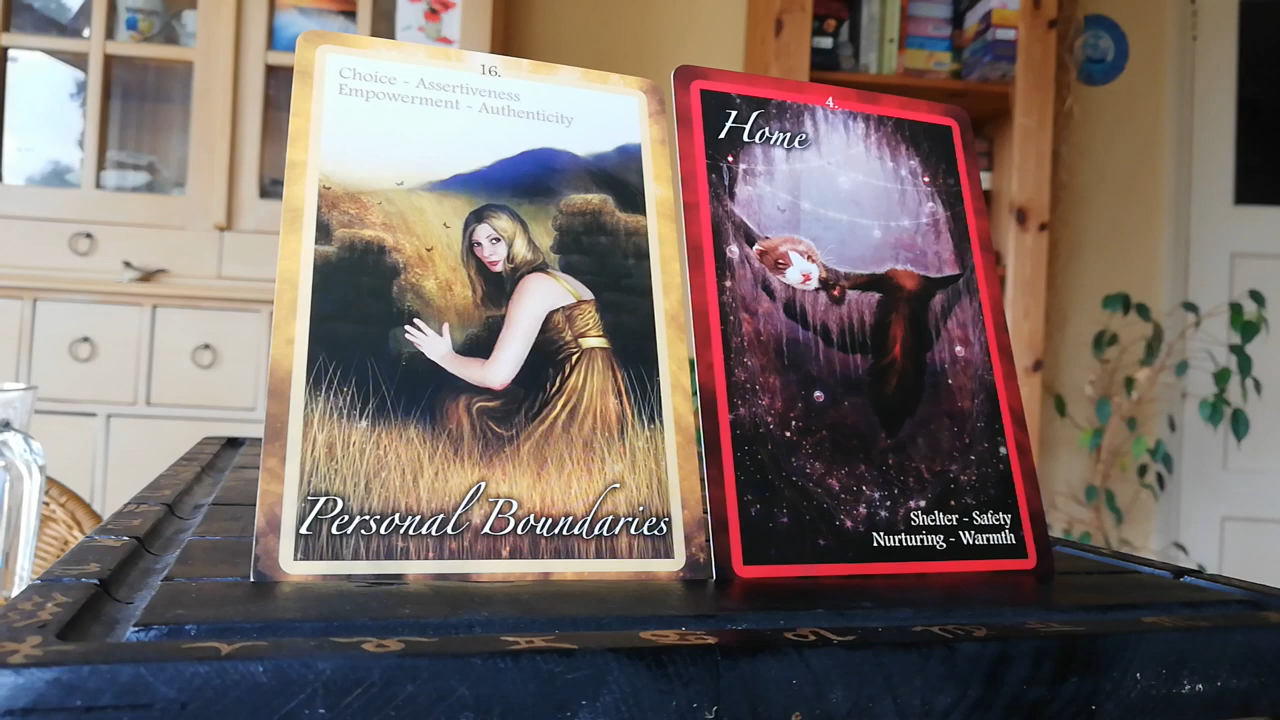 16.
Choice ~ Assertiveness
Empowerment ~ Authenticity
Personal Boundaries
4.
Home
Shelter - Safety
Nurturing - Warmth
♈ ♉ ♊ ♋ ♌ ♍